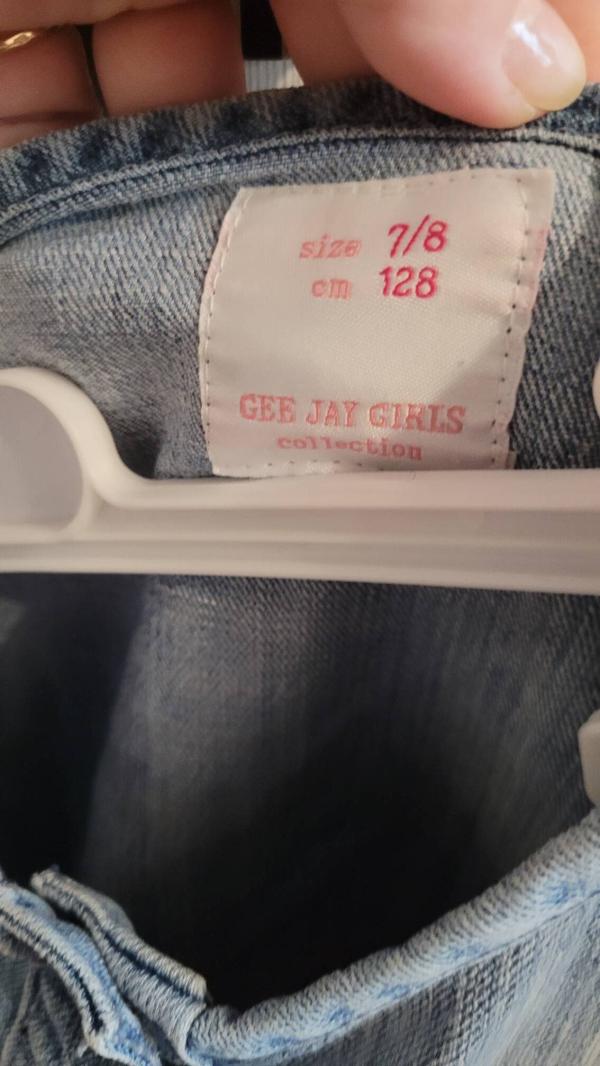 size 7/8
cm 128
GEE JAY GIRLS
collection